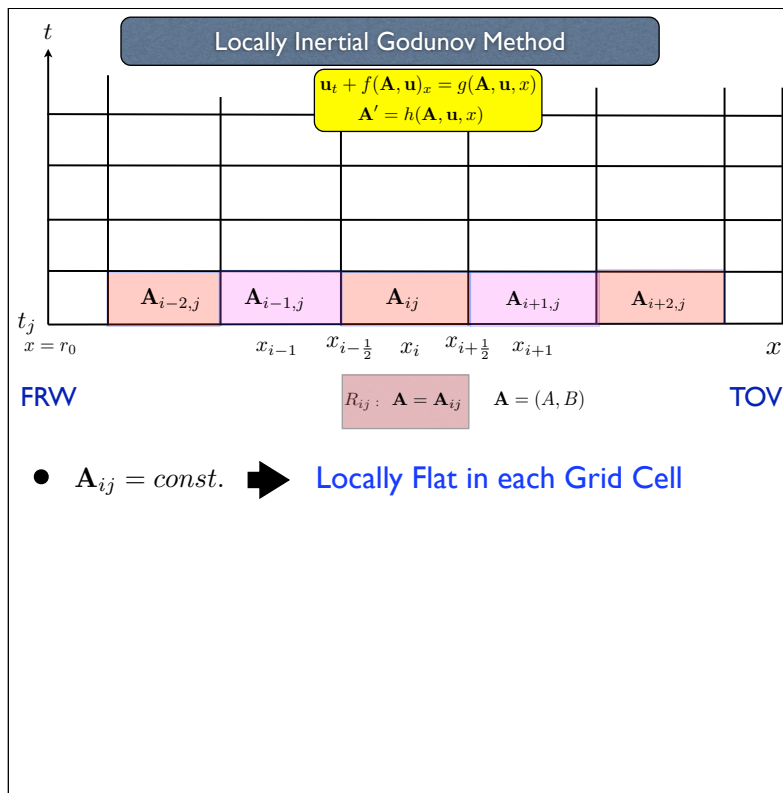 t
Locally Inertial Godunov Method
𝐮_t + f(𝐀, 𝐮)_x = g(𝐀, 𝐮, x)
𝐀′ = h(𝐀, 𝐮, x)
𝐀_{i−2,j} 𝐀_{i−1,j} 𝐀_{ij} 𝐀_{i+1,j} 𝐀_{i+2,j}
t_j
x = r_0 x_{i−1} x_{i−1/2} x_i x_{i+1/2} x_{i+1} x
FRW R_{ij} : 𝐀 = 𝐀_{ij} 𝐀 = (A, B) TOV
● 𝐀_{ij} = const. ➡ Locally Flat in each Grid Cell